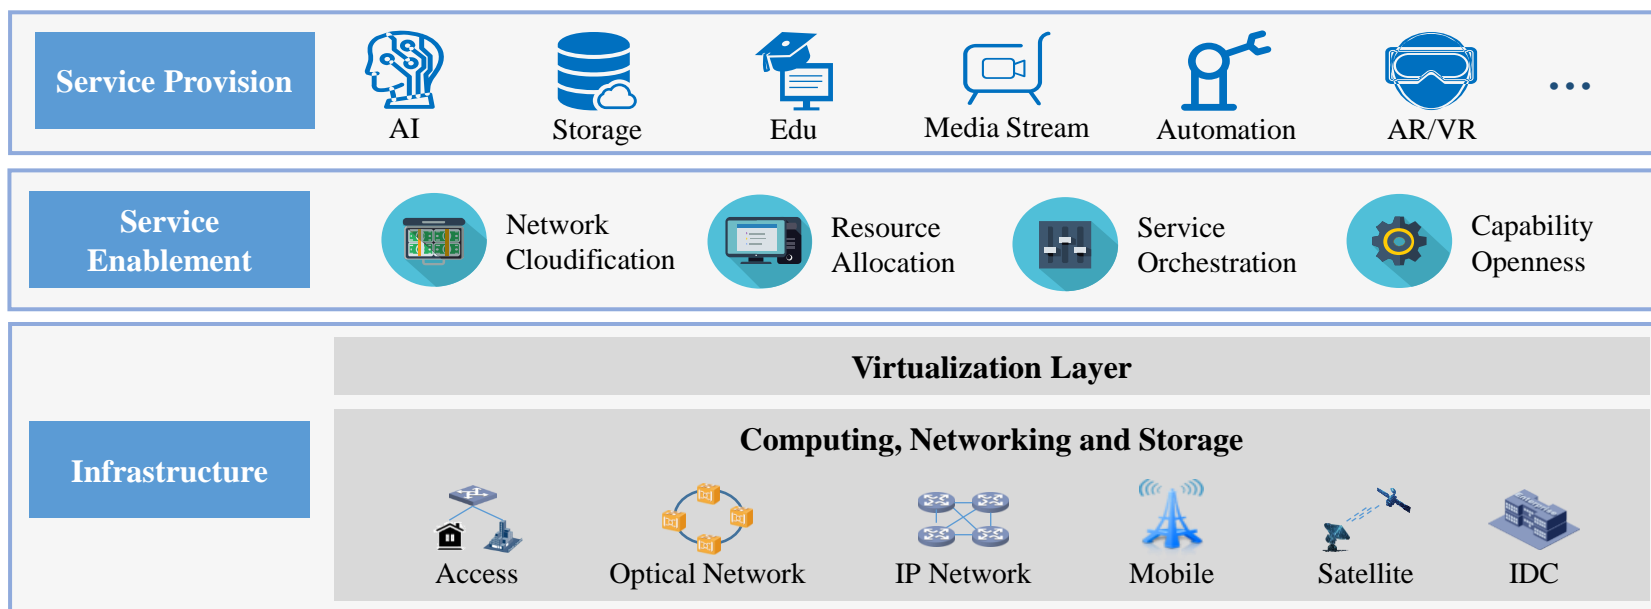 Service Provision
AI
Storage
Edu
Media Stream
Automation
AR/VR
...
Service
Enablement
Network
Cloudification
Resource
Allocation
Service
Orchestration
Capability
Openness
Infrastructure
Virtualization Layer
Computing, Networking and Storage
Access
Optical Network
IP Network
Mobile
Satellite
IDC